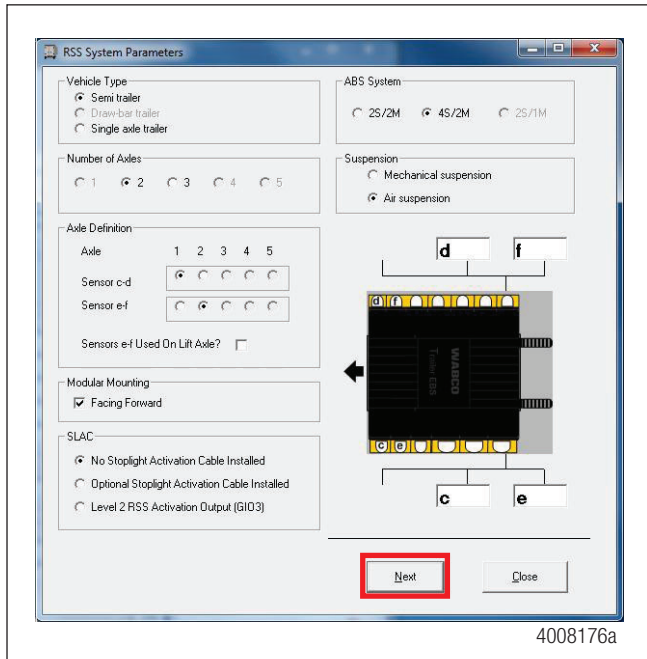 RSS System Parameters
Vehicle Type
Semi trailer
Draw-bar trailer
Single axle trailer
ABS System
2S/2M 4S/2M 2S/1M
Number of Axles
1 2 3 4 5
Suspension
Mechanical suspension
Air suspension
Axle Definition
Axle 1 2 3 4 5
Sensor c-d
Sensor e-f
Sensors e-f Used On Lift Axle?
Modular Mounting
Facing Forward
SLAC
No Stoplight Activation Cable Installed
Optional Stoplight Activation Cable Installed
Level 2 RSS Activation Output (GIO3)
d f
d f
WABCO
Trailer EBS
c e
c e
Next Close
4008176a